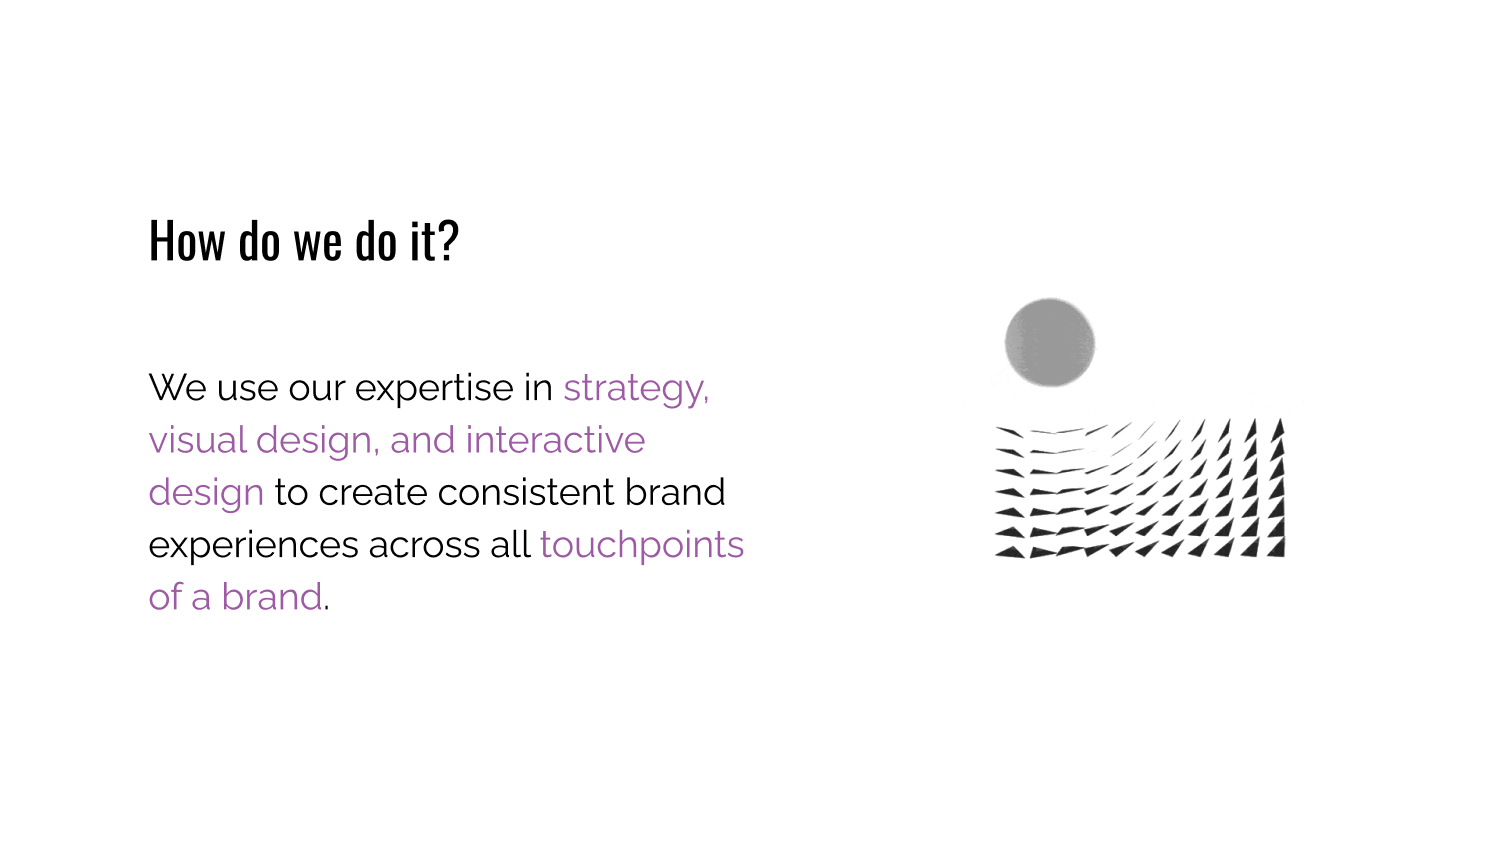 How do we do it?
We use our expertise in strategy,
visual design, and interactive
design to create consistent brand
experiences across all touchpoints
of a brand.